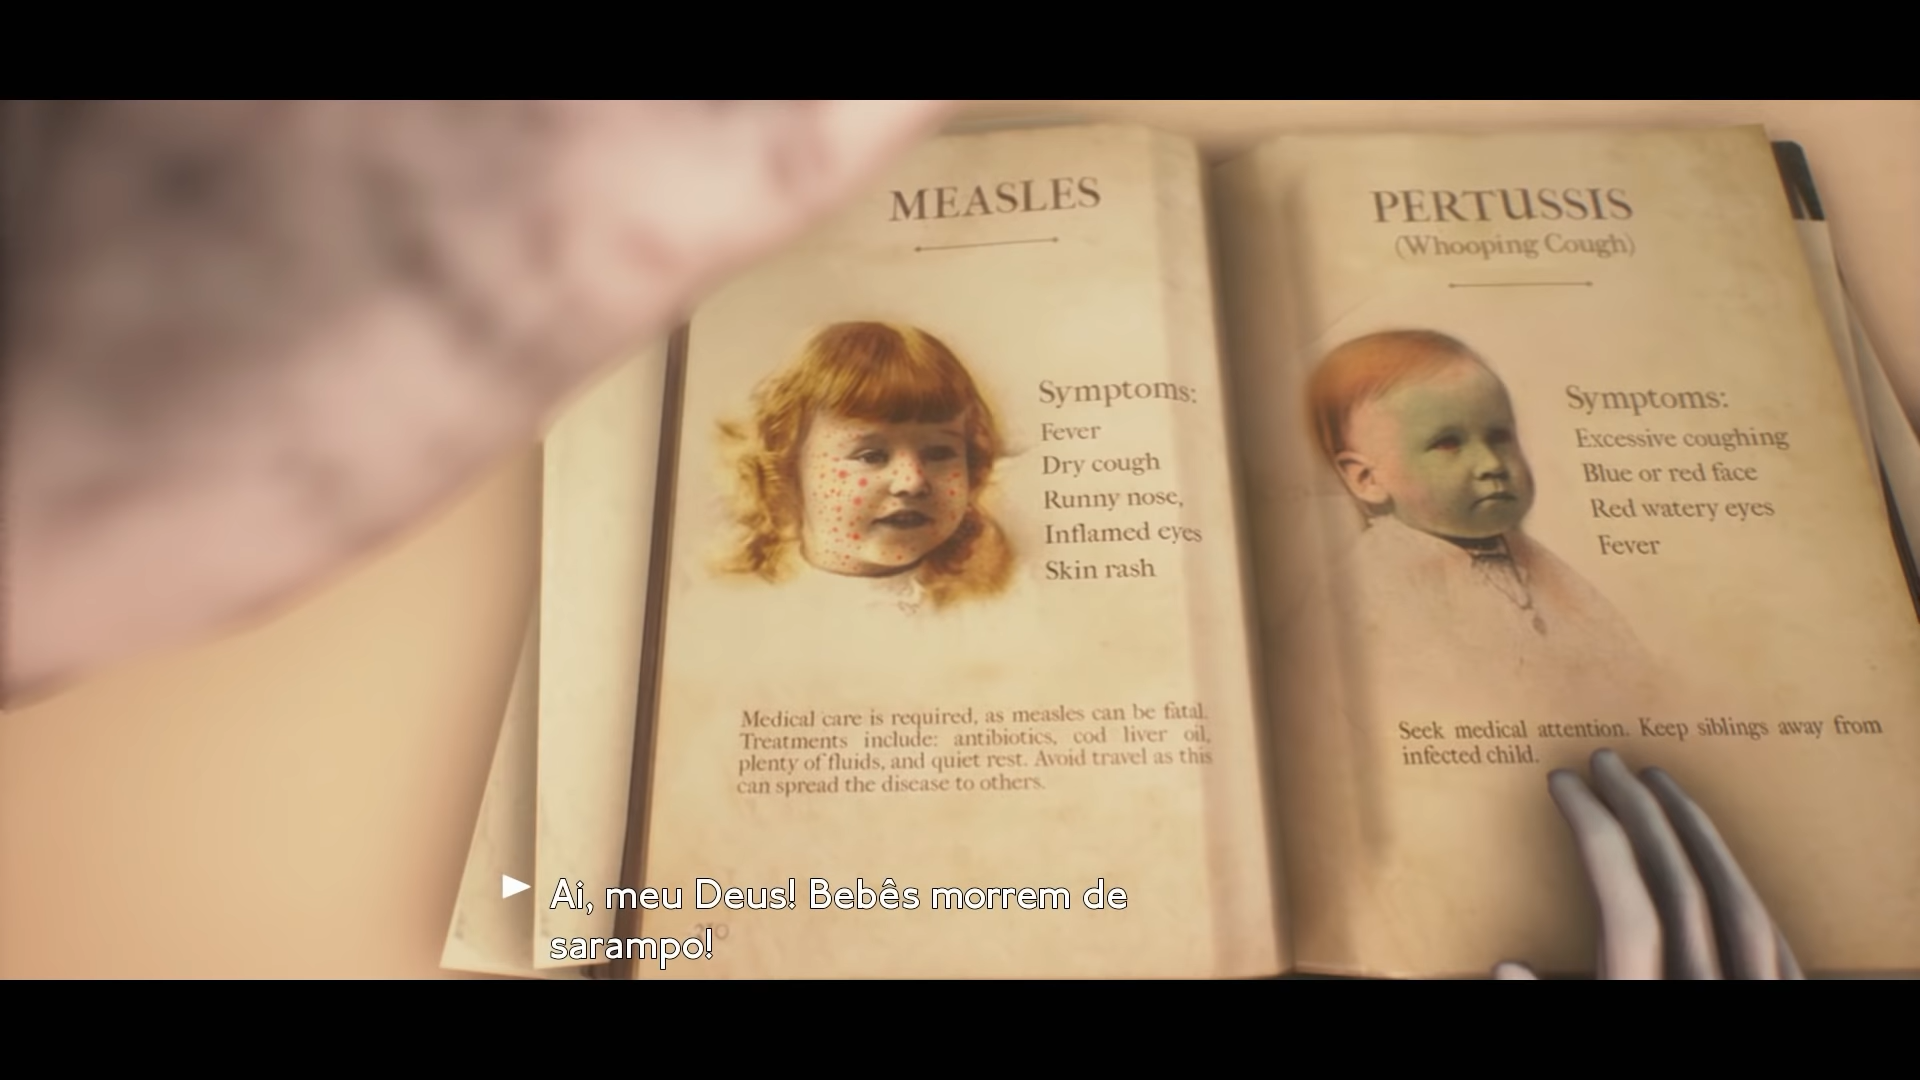 MEASLES
Symptoms:
Fever
Dry cough
Runny nose,
Inflamed eyes
Skin rash
Medical care is required, as measles can be fatal.
Treatments include: antibiotics, cod liver oil,
plenty of fluids, and quiet rest. Avoid travel as this
can spread the disease to others.
PERTUSSIS
(Whooping Cough)
Symptoms:
Excessive coughing
Blue or red face
Red watery eyes
Fever
Seek medical attention. Keep siblings away from
infected child.
Ai, meu Deus! Bebês morrem de
sarampo!